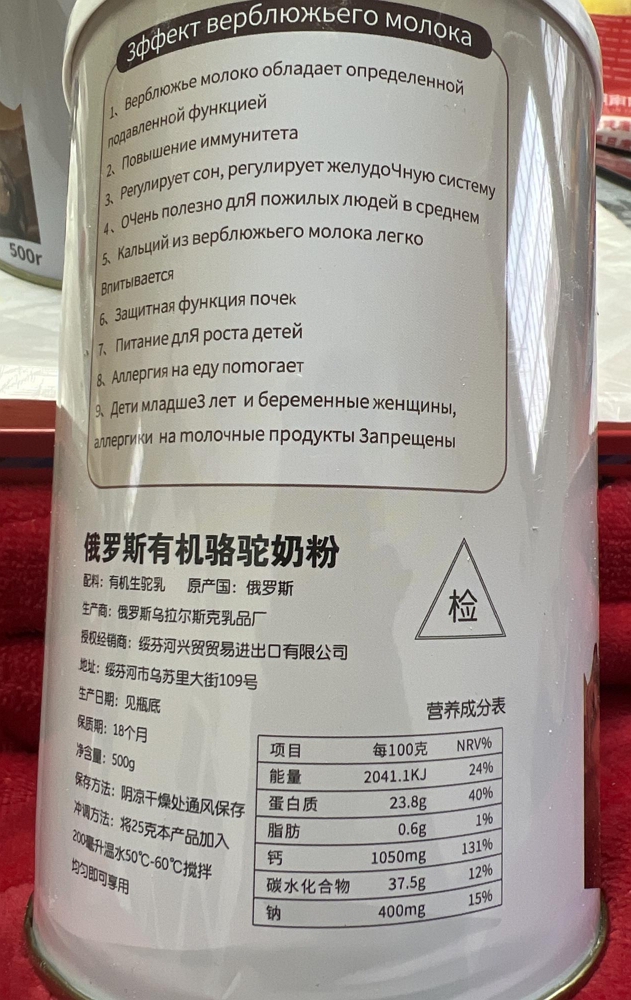 Эффект верблюжьего молока
1、Верблюжье молоко обладает определенной
подавленной функцией
2、Повышение иммунитета
3、Регулирует сон, регулирует желудоЧную систему
4、ОЧень полезно длЯ пожилых людей в среднем
5、Кальций из верблюжьего молока легко
Впитывается
6、Защитная функция почек
7、Питание длЯ роста детей
8、Аллергия на еду поmогает
9、Дети младше3 лет и беременные женщины,
аллергики на mолочные продукты Запрещены
500г
俄罗斯有机骆驼奶粉
配料：有机生驼乳 原产国：俄罗斯
生产商：俄罗斯乌拉尔斯克乳品厂
授权经销商：绥芬河兴贸贸易进出口有限公司
地址：绥芬河市乌苏里大街109号
生产日期：见瓶底
保质期：18个月
净含量：500g
保存方法：阴凉干燥处通风保存
冲调方法：将25克本产品加入
200毫升温水50℃-60℃搅拌
均匀即可享用
检
营养成分表
项目 每100克 NRV%
能量 2041.1KJ 24%
蛋白质 23.8g 40%
脂肪 0.6g 1%
钙 1050mg 131%
碳水化合物 37.5g 12%
钠 400mg 15%